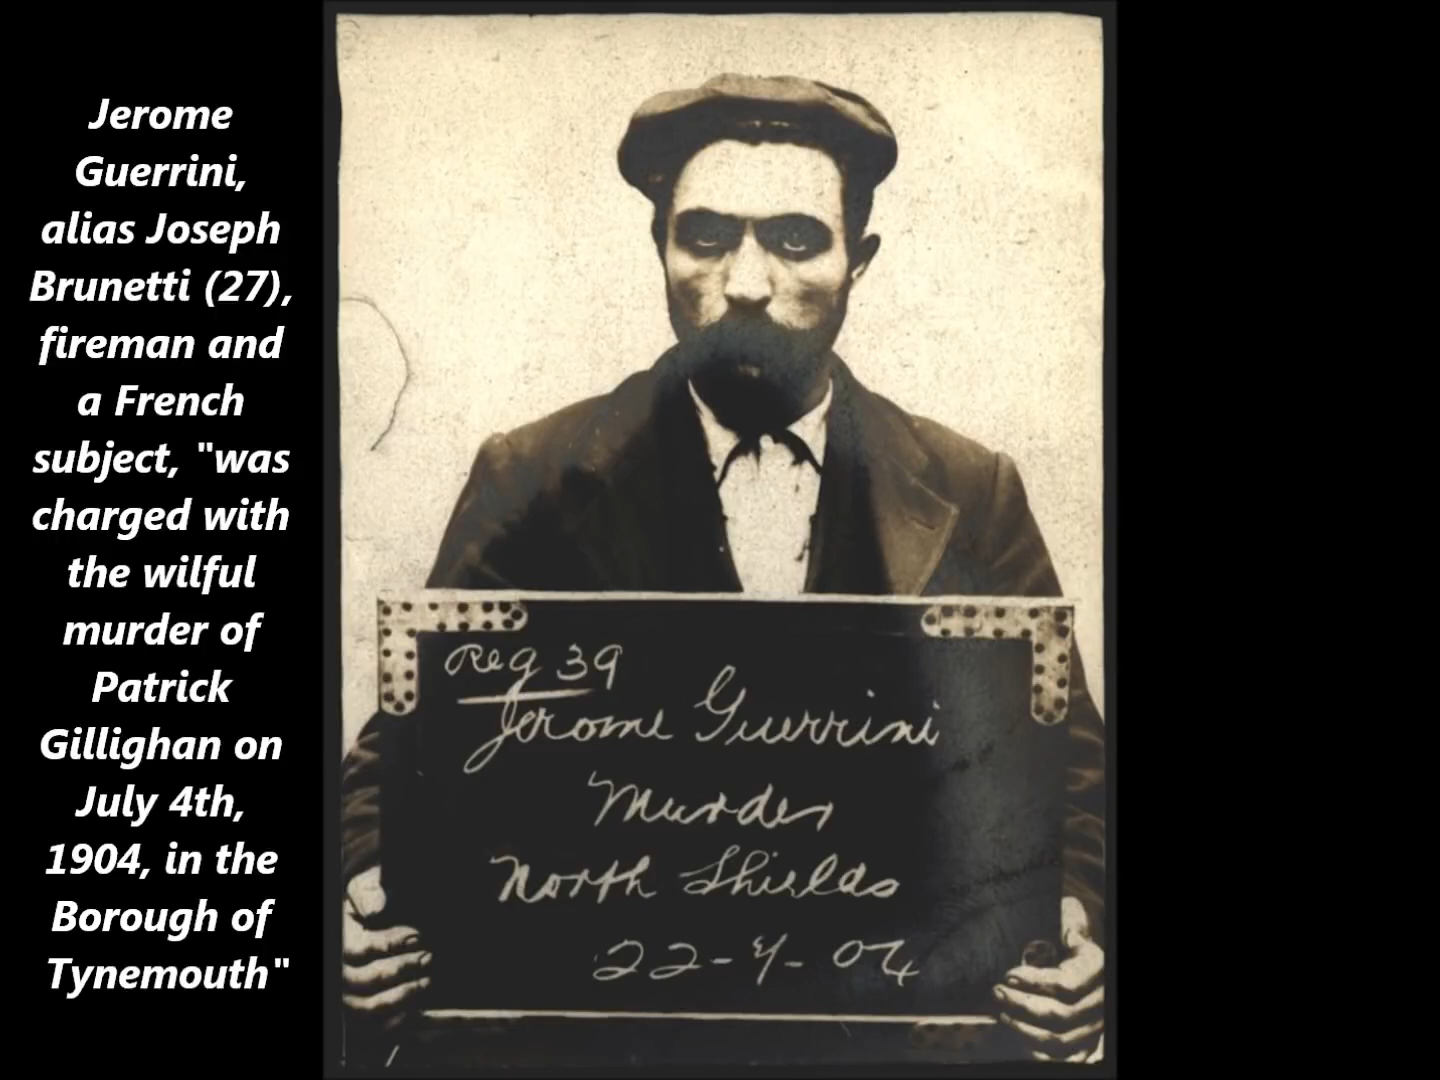 Jerome
Guerrini,
alias Joseph
Brunetti (27),
fireman and
a French
subject, "was
charged with
the wilful
murder of
Patrick
Gillighan on
July 4th,
1904, in the
Borough of
Tynemouth"
Reg 39
Jerome Guerrini
Murder
North Shields
22-7-04